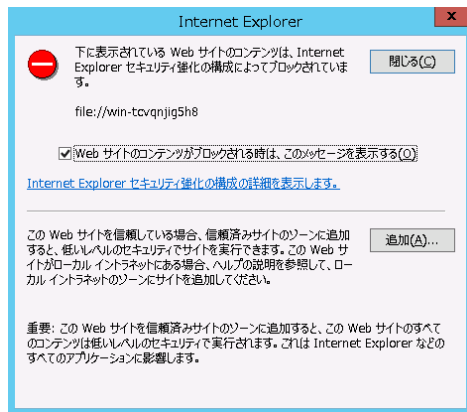 Internet Explorer
x
下に表示されている Web サイトのコンテンツは、Internet
Explorer セキュリティ強化の構成によってブロックされていま
す。
閉じる(C)
file://win-tcvqnjig5h8
Web サイトのコンテンツがブロックされる時は、このメッセージを表示する(O)
Internet Explorer セキュリティ強化の構成の詳細を表示します。
この Web サイトを信頼している場合、信頼済みサイトのゾーンに追加
すると、低いレベルのセキュリティでサイトを実行できます。この Web サ
イトがローカル イントラネットにある場合、ヘルプの説明を参照して、ロー
カル イントラネットのゾーンにサイトを追加してください。
追加(A)...
重要: この Web サイトを信頼済みサイトのゾーンに追加すると、この Web サイトのすべて
のコンテンツは低いレベルのセキュリティで実行されます。これは Internet Explorer などの
すべてのアプリケーションに影響します。